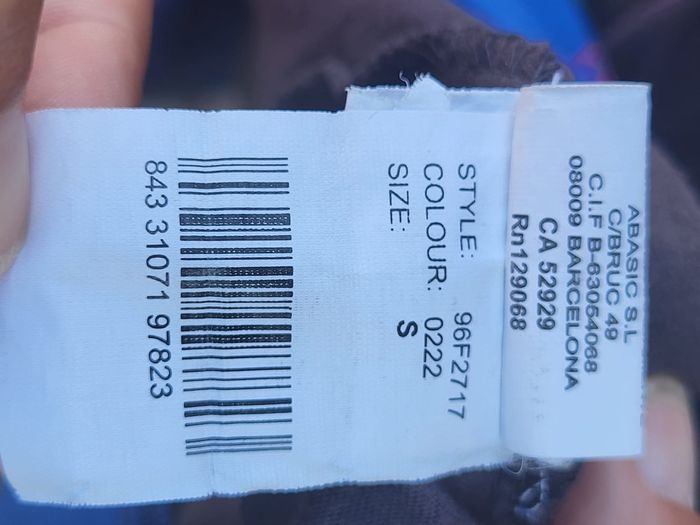 ABASIC S.L
C/BRUC 49
C.I.F B-63054068
08009 BARCELONA
CA 52929
Rn129068
STYLE: 96F2717
COLOUR: 0222
SIZE: S
843 31071 97823